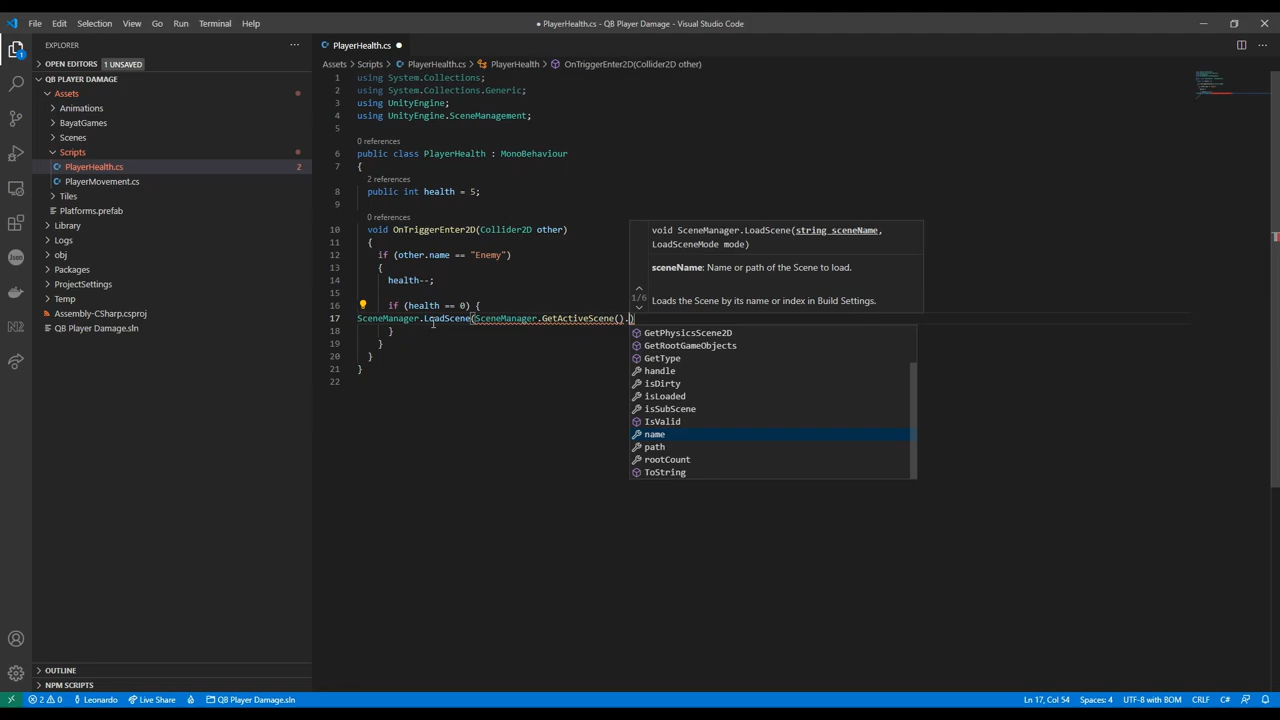 File Edit Selection View Go Run Terminal Help
● PlayerHealth.cs - QB Player Damage - Visual Studio Code
EXPLORER
OPEN EDITORS 1 UNSAVED
QB PLAYER DAMAGE
Assets
Animations
BayatGames
Scenes
Scripts
PlayerHealth.cs 2
PlayerMovement.cs
Tiles
Platforms.prefab
Library
Logs
obj
Packages
ProjectSettings
Temp
Assembly-CSharp.csproj
QB Player Damage.sln
OUTLINE
NPM SCRIPTS
PlayerHealth.cs
Assets > Scripts > PlayerHealth.cs > PlayerHealth > OnTriggerEnter2D(Collider2D other)
1 using System.Collections;
2 using System.Collections.Generic;
3 using UnityEngine;
4 using UnityEngine.SceneManagement;
5
0 references
6 public class PlayerHealth : MonoBehaviour
7 {
2 references
8 public int health = 5;
9
0 references
10 void OnTriggerEnter2D(Collider2D other)
11 {
12 if (other.name == "Enemy")
13 {
14 health--;
15
16 if (health == 0) {
17 SceneManager.LoadScene(SceneManager.GetActiveScene().)
18 }
19 }
20 }
21 }
22
void SceneManager.LoadScene(string sceneName,
LoadSceneMode mode)
sceneName: Name or path of the Scene to load.
1/6
Loads the Scene by its name or index in Build Settings.
GetPhysicsScene2D
GetRootGameObjects
GetType
handle
isDirty
isLoaded
isSubScene
IsValid
name
path
rootCount
ToString
1
Json
N2
2 0 Leonardo Live Share QB Player Damage.sln
Ln 17, Col 54 Spaces: 4 UTF-8 with BOM CRLF C#